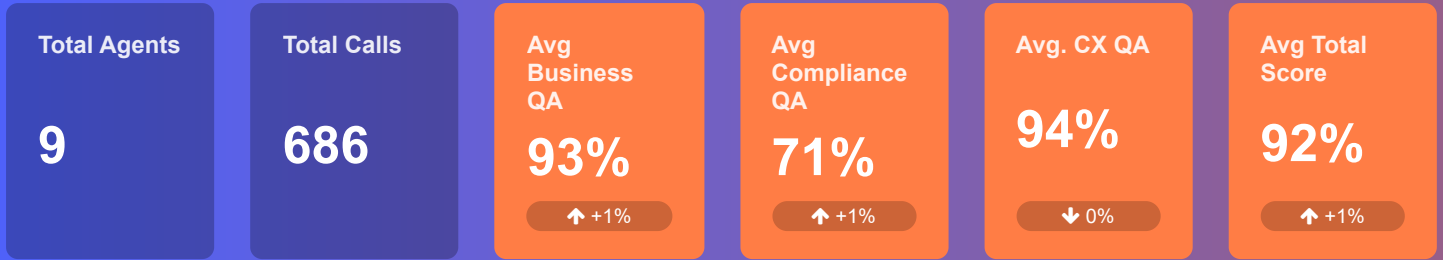 Total Agents
9
Total Calls
686
Avg
Business
QA
93%
+1%
Avg
Compliance
QA
71%
+1%
Avg. CX QA
94%
0%
Avg Total
Score
92%
+1%